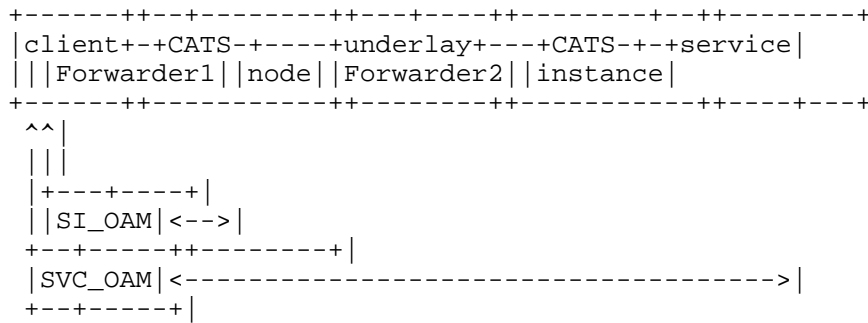 +------++--+--------++---+----++--------+--++--------+
|client+-+CATS-+----+underlay+---+CATS-+-+service|
|||Forwarder1||node||Forwarder2||instance|
+------++-----------++--------++-----------++----+---+
^^|
|||
|+---+----+|
||SI_OAM|<-->|
+--+-----++--------+|
|SVC_OAM|<------------------------------------->|
+--+-----+|